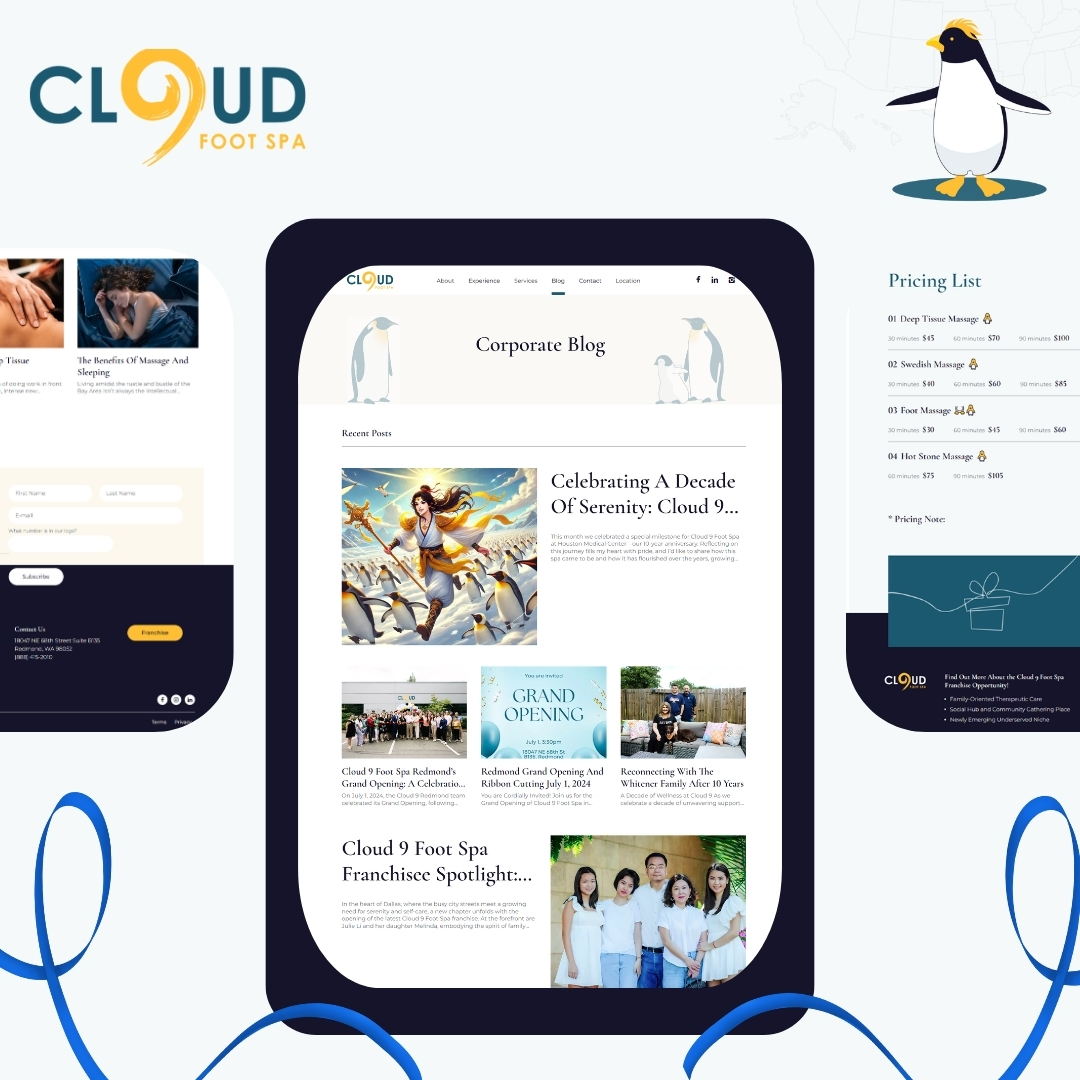 CL9UD
FOOT SPA
p Tissue
of doing work in front
, intense new...
The Benefits Of Massage And
Sleeping
Living amidst the hustle and bustle of the
Bay Area isn't always the intellectual...
First Name
Last Name
E-mail
What number is in our logo?
Subscribe
Contact Us
18047 NE 68th Street Suite B135
Redmond, WA 98052
(888) 415-2010
Franchise
Terms
Privac
CL9UD
FOOT SPA
About
Experience
Services
Blog
Contact
Location
Corporate Blog
Recent Posts
Celebrating A Decade
Of Serenity: Cloud 9...
This month we celebrated a special milestone for Cloud 9 Foot Spa
at Houston Medical Center - our 10 year anniversary. Reflecting on
this journey fills my heart with pride, and I'd like to share how this
spa came to be and how it has flourished over the years, growing...
CL9UD
Cloud 9 Foot Spa Redmond's
Grand Opening: A Celebratio...
On July 1, 2024, the Cloud 9 Redmond team
celebrated its Grand Opening, following...
You are invited
GRAND
OPENING
July 1, 3:30pm
18047 NE 68th St
B135, Redmond
Redmond Grand Opening And
Ribbon Cutting July 1, 2024
You are Cordially Invited! Join us for the
Grand Opening of Cloud 9 Foot Spa in...
Reconnecting With The
Whitener Family After 10 Years
A Decade of Wellness at Cloud 9 As we
celebrate a decade of unwavering support...
Cloud 9 Foot Spa
Franchisee Spotlight:...
In the heart of Dallas, where the busy city streets meet a growing
need for serenity and self-care, a new chapter unfolds with the
opening of the latest Cloud 9 Foot Spa franchise. At the forefront are
Julie Li and her daughter Melinda, embodying the spirit of family...
Pricing List
01 Deep Tissue Massage
30 minutes $45
60 minutes $70
90 minutes $100
02 Swedish Massage
30 minutes $40
60 minutes $60
90 minutes $85
03 Foot Massage
30 minutes $30
60 minutes $45
90 minutes $60
04 Hot Stone Massage
60 minutes $75
90 minutes $105
* Pricing Note:
CL9UD
FOOT SPA
Find Out More About the Cloud 9 Foot Spa
Franchise Opportunity!
• Family-Oriented Therapeutic Care
• Social Hub and Community Gathering Place
• Newly Emerging Underserved Niche